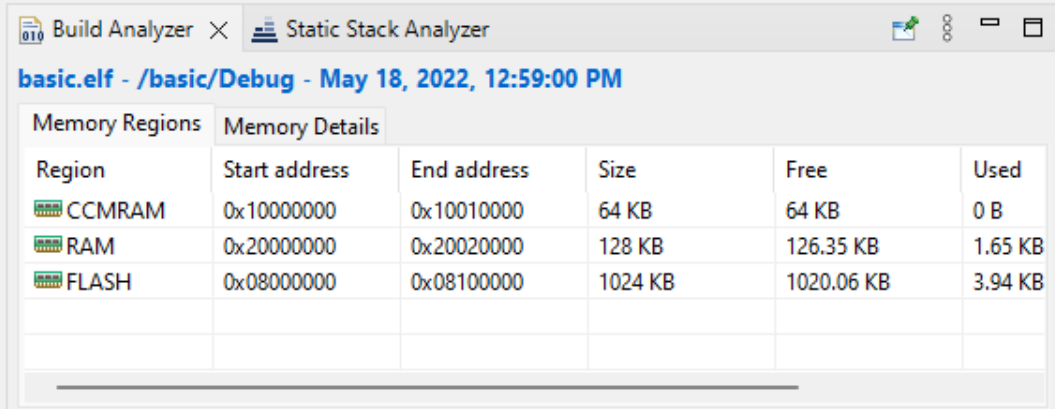 010 Build Analyzer Static Stack Analyzer
basic.elf - /basic/Debug - May 18, 2022, 12:59:00 PM
Memory Regions Memory Details
Region Start address End address Size Free Used
CCMRAM 0x10000000 0x10010000 64 KB 64 KB 0 B
RAM 0x20000000 0x20020000 128 KB 126.35 KB 1.65 KB
FLASH 0x08000000 0x08100000 1024 KB 1020.06 KB 3.94 KB